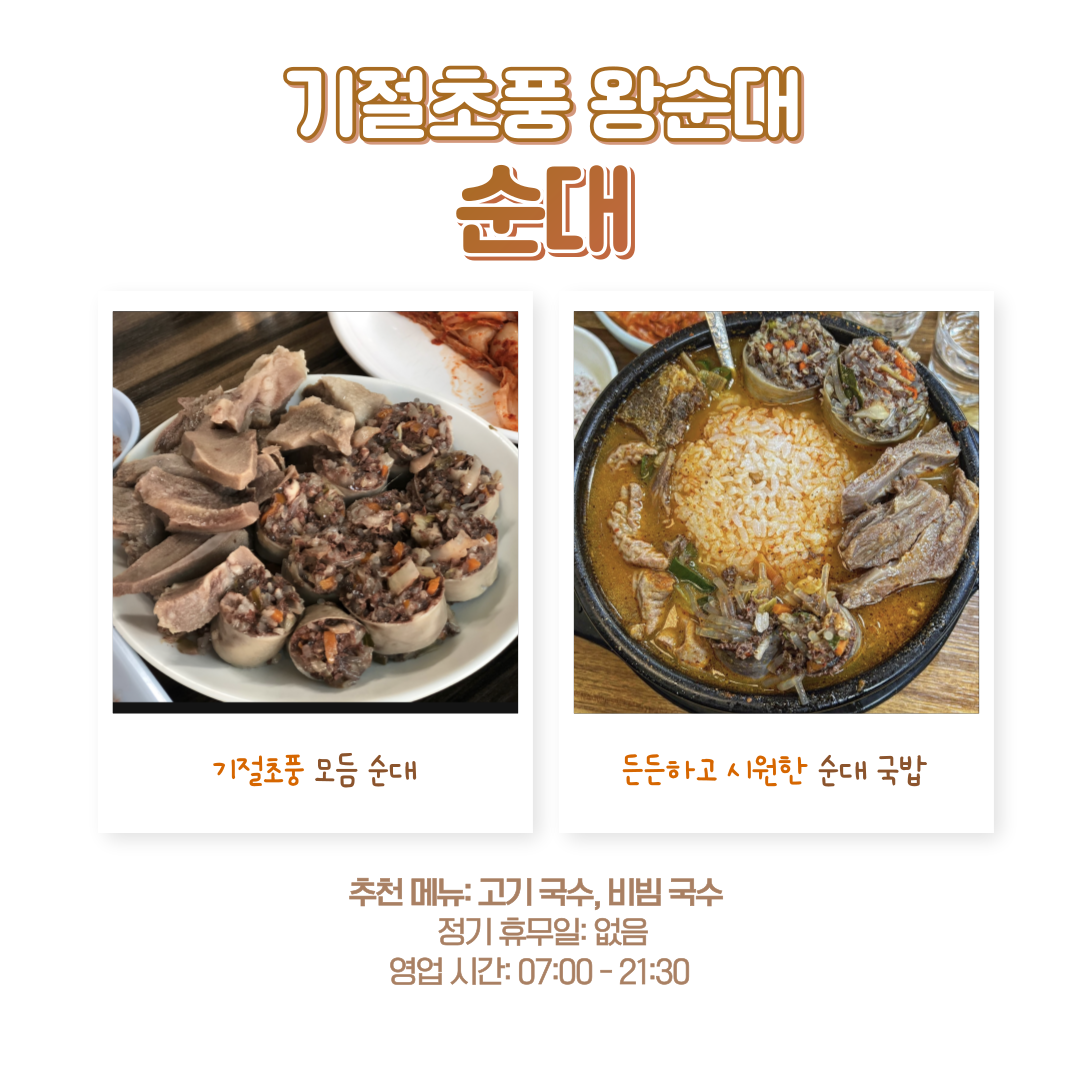 기절초풍 왕순대
순대
기절초풍 모듬 순대
든든하고 시원한 순대 국밥
추천 메뉴: 고기 국수, 비빔 국수
정기 휴무일: 없음
영업 시간: 07:00 - 21:30